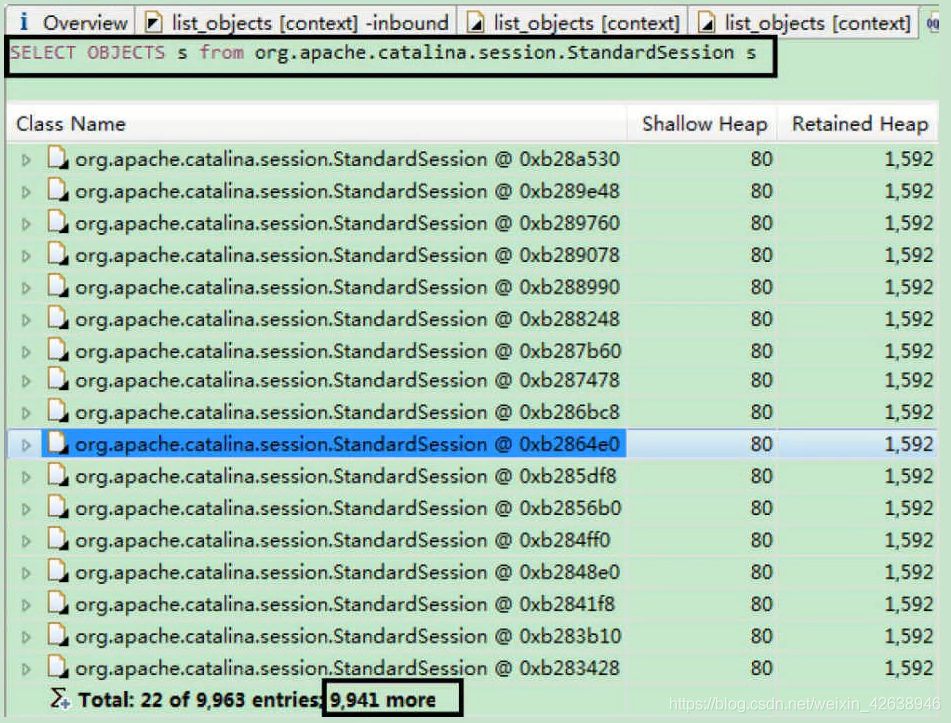 i Overview list_objects [context] -inbound list_objects [context] list_objects [context]
SELECT OBJECTS s from org.apache.catalina.session.StandardSession s
Class Name Shallow Heap Retained Heap
org.apache.catalina.session.StandardSession @ 0xb28a530 80 1,592
org.apache.catalina.session.StandardSession @ 0xb289e48 80 1,592
org.apache.catalina.session.StandardSession @ 0xb289760 80 1,592
org.apache.catalina.session.StandardSession @ 0xb289078 80 1,592
org.apache.catalina.session.StandardSession @ 0xb288990 80 1,592
org.apache.catalina.session.StandardSession @ 0xb288248 80 1,592
org.apache.catalina.session.StandardSession @ 0xb287b60 80 1,592
org.apache.catalina.session.StandardSession @ 0xb287478 80 1,592
org.apache.catalina.session.StandardSession @ 0xb286bc8 80 1,592
org.apache.catalina.session.StandardSession @ 0xb2864e0 80 1,592
org.apache.catalina.session.StandardSession @ 0xb285df8 80 1,592
org.apache.catalina.session.StandardSession @ 0xb2856b0 80 1,592
org.apache.catalina.session.StandardSession @ 0xb284ff0 80 1,592
org.apache.catalina.session.StandardSession @ 0xb2848e0 80 1,592
org.apache.catalina.session.StandardSession @ 0xb2841f8 80 1,592
org.apache.catalina.session.StandardSession @ 0xb283b10 80 1,592
org.apache.catalina.session.StandardSession @ 0xb283428 80 1,592
Total: 22 of 9,963 entries; 9,941 more
https://blog.csdn.net/weixin_42638946